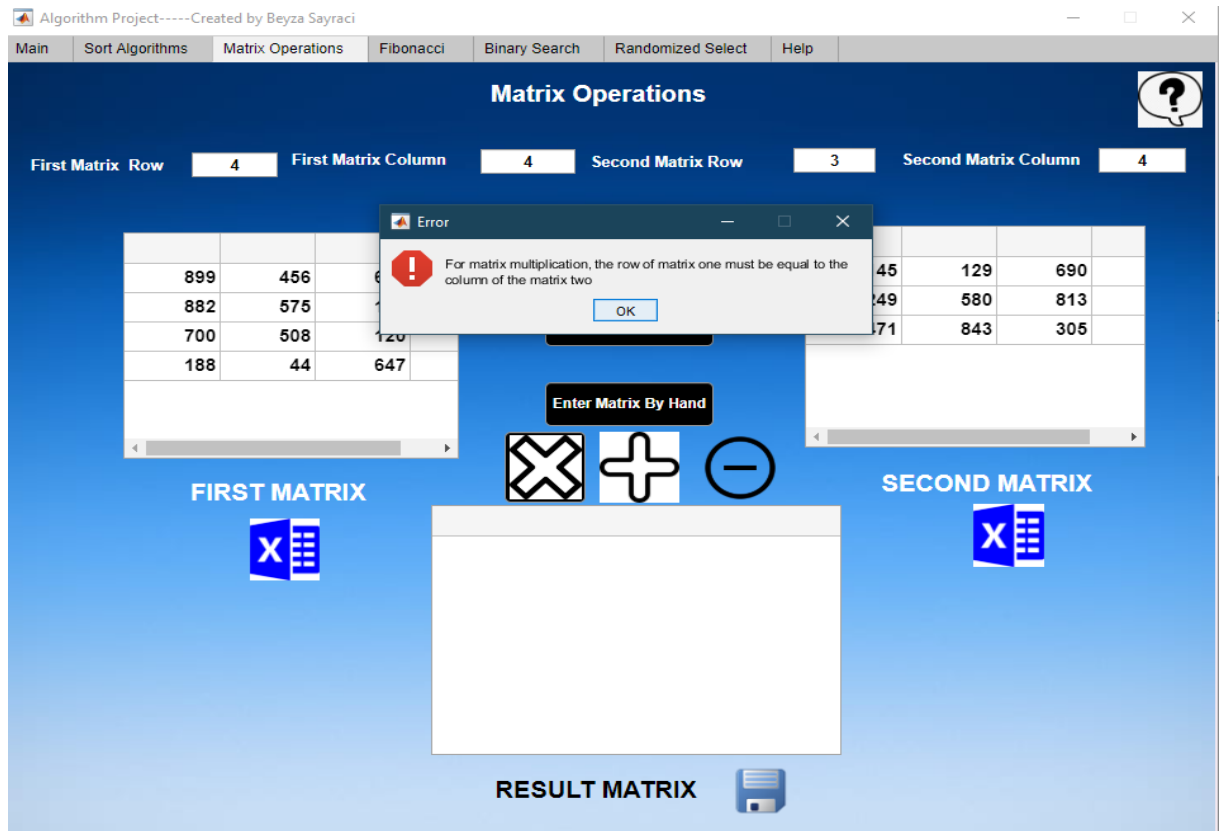 Algorithm Project-----Created by Beyza Sayraci
Main Sort Algorithms Matrix Operations Fibonacci Binary Search Randomized Select Help
Matrix Operations
First Matrix Row 4 First Matrix Column 4 Second Matrix Row 3 Second Matrix Column 4
Error
For matrix multiplication, the row of matrix one must be equal to the
column of the matrix two
OK
899 456
882 575
700 508
188 44 647
129 690
580 813
843 305
Enter Matrix By Hand
FIRST MATRIX
SECOND MATRIX
X
X
RESULT MATRIX